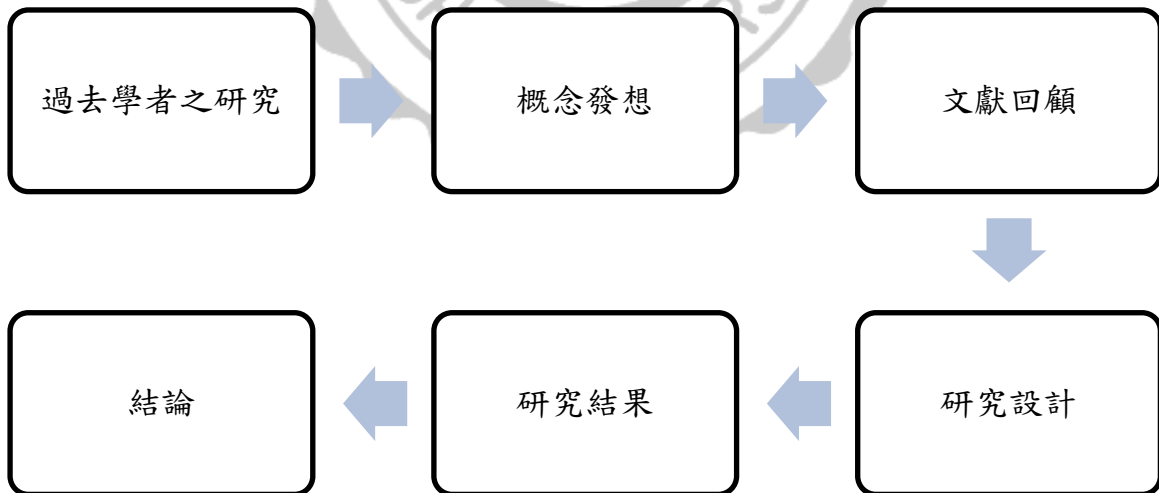 過去學者之研究
概念發想
文獻回顧
研究設計
研究結果
結論